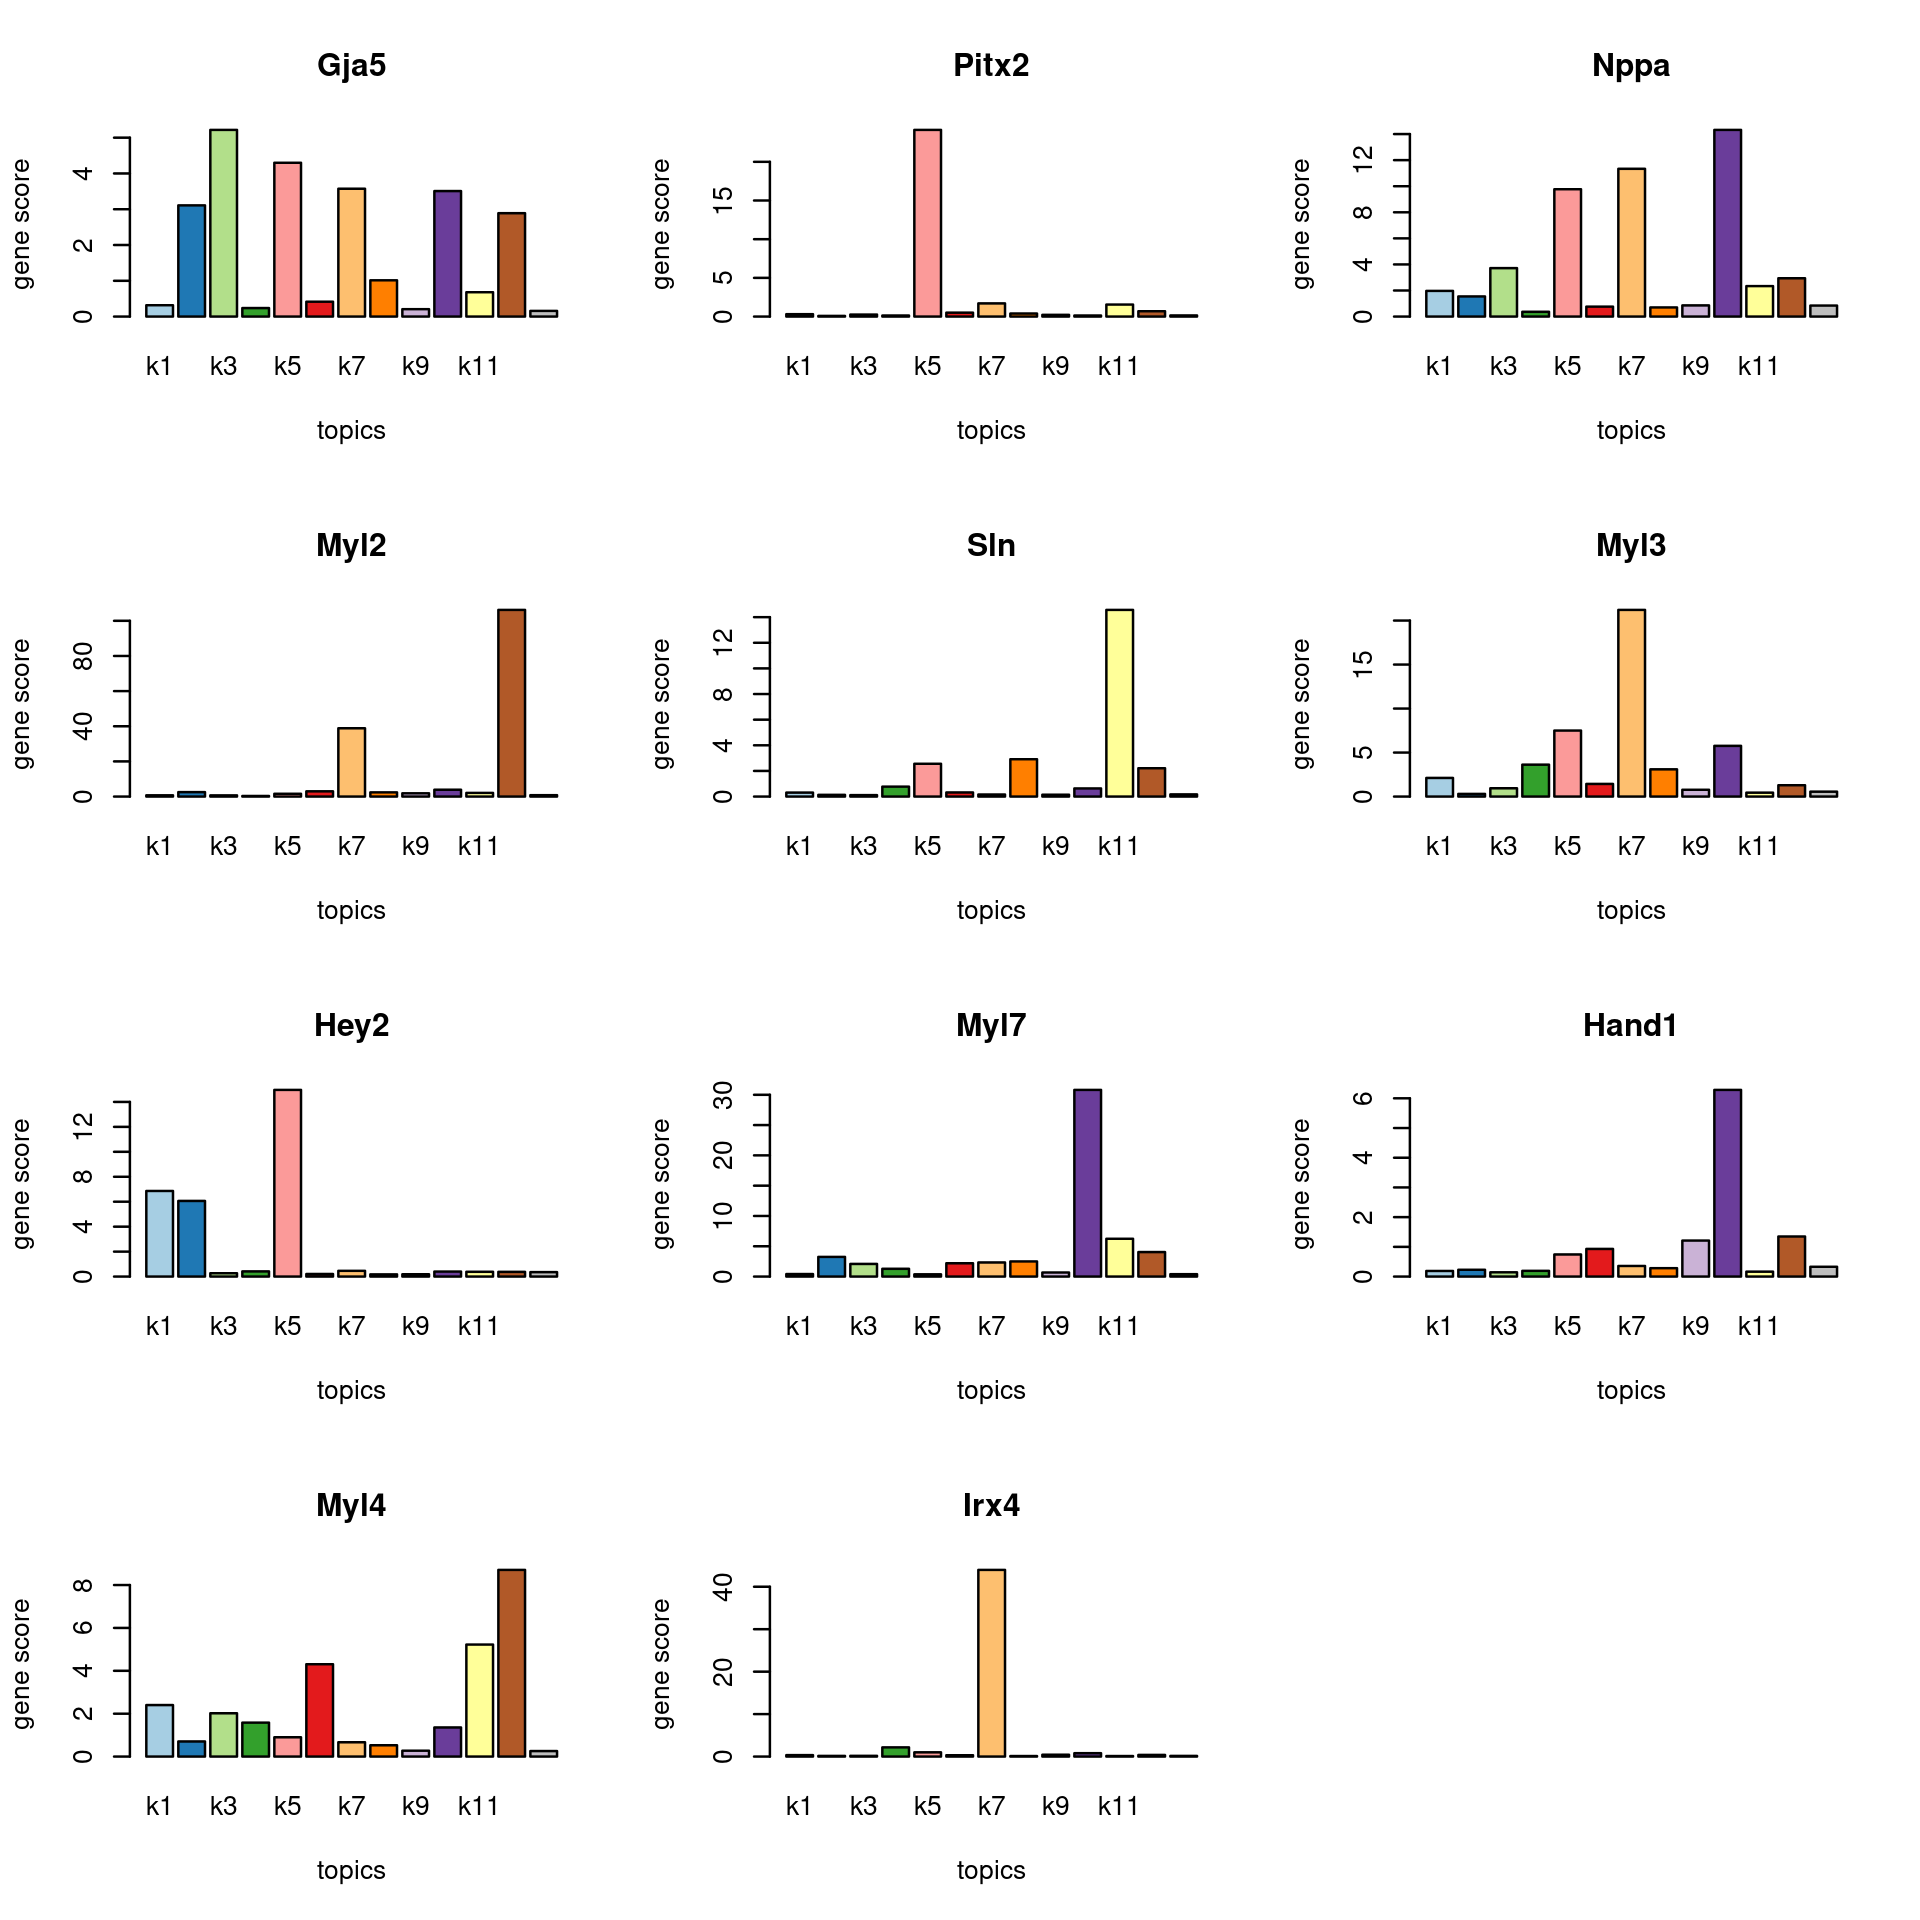 Gja5
gene score
0 2 4
k1 k3 k5 k7 k9 k11
topics
Pitx2
gene score
0 5 15
k1 k3 k5 k7 k9 k11
topics
Nppa
gene score
0 4 8 12
k1 k3 k5 k7 k9 k11
topics
Myl2
gene score
0 40 80
k1 k3 k5 k7 k9 k11
topics
Sln
gene score
0 4 8 12
k1 k3 k5 k7 k9 k11
topics
Myl3
gene score
0 5 15
k1 k3 k5 k7 k9 k11
topics
Hey2
gene score
0 4 8 12
k1 k3 k5 k7 k9 k11
topics
Myl7
gene score
0 10 20 30
k1 k3 k5 k7 k9 k11
topics
Hand1
gene score
0 2 4 6
k1 k3 k5 k7 k9 k11
topics
Myl4
gene score
0 2 4 6 8
k1 k3 k5 k7 k9 k11
topics
Irx4
gene score
0 20 40
k1 k3 k5 k7 k9 k11
topics